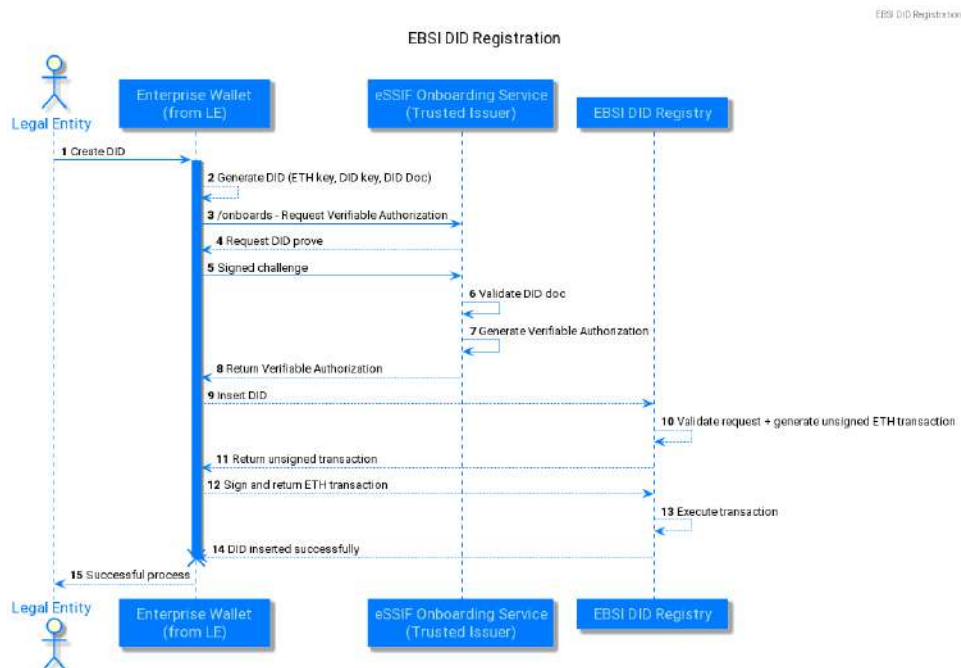 EBSI DID Registration
EBSI DID Registration
Legal Entity
Enterprise Wallet
(from LE)
eSSIF Onboarding Service
(Trusted Issuer)
EBSI DID Registry
1 Create DID
2 Generate DID (ETH key, DID key, DID Doc)
3 /onboards - Request Verifiable Authorization
4 Request DID prove
5 Signed challenge
6 Validate DID doc
7 Generate Verifiable Authorization
8 Return Verifiable Authorization
9 Insert DID
10 Validate request + generate unsigned ETH transaction
11 Return unsigned transaction
12 Sign and return ETH transaction
13 Execute transaction
14 DID inserted successfully
15 Successful process
Legal Entity
Enterprise Wallet
(from LE)
eSSIF Onboarding Service
(Trusted Issuer)
EBSI DID Registry